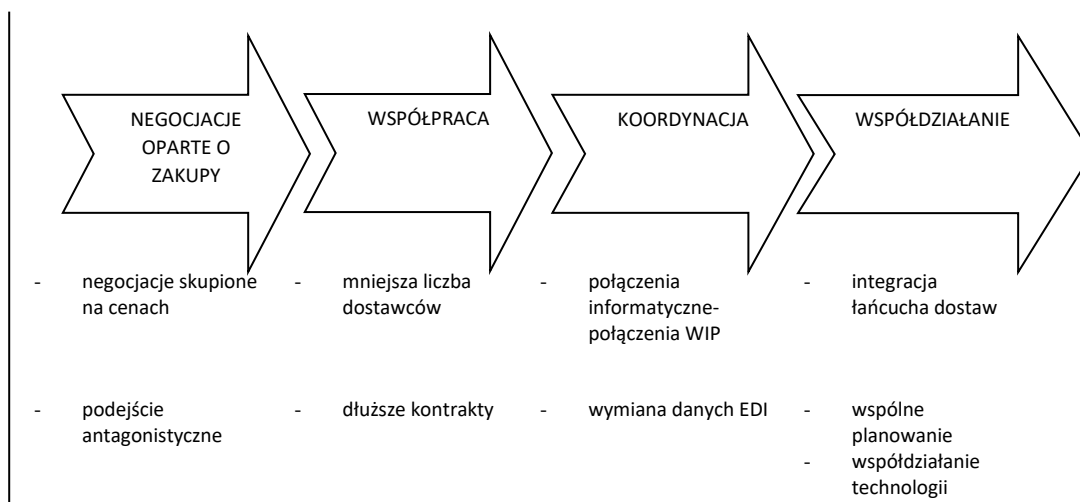 NEGOCJACJE
OPARTE O
ZAKUPY
WSPÓŁPRACA
KOORDYNACJA
WSPÓŁDZIAŁANIE
- negocjacje skupione
na cenach
- podejście
antagonistyczne
- mniejsza liczba
dostawców
- dłuższe kontrakty
- połączenia
informatyczne-
połączenia WIP
- wymiana danych EDI
- integracja
łańcucha dostaw
- wspólne
planowanie
- współdziałanie
technologii